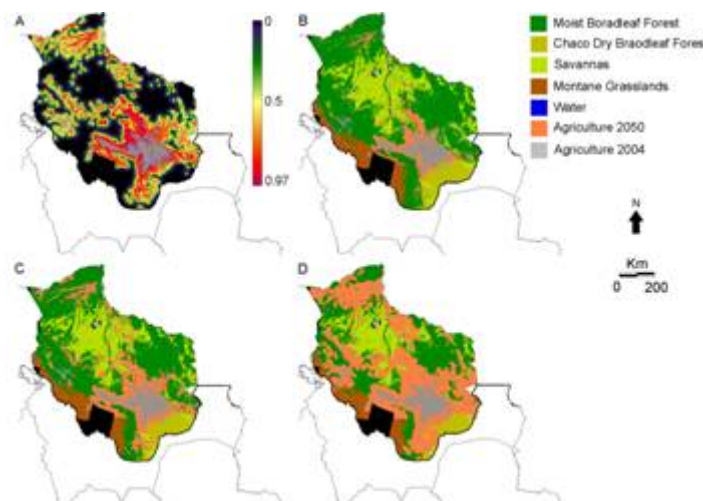 A
0
0.5
0.97
B
Moist Boradleaf Forest
Chaco Dry Braodleaf Fores
Savannas
Montane Grasslands
Water
Agriculture 2050
Agriculture 2004
N
Km
0 200
C
D